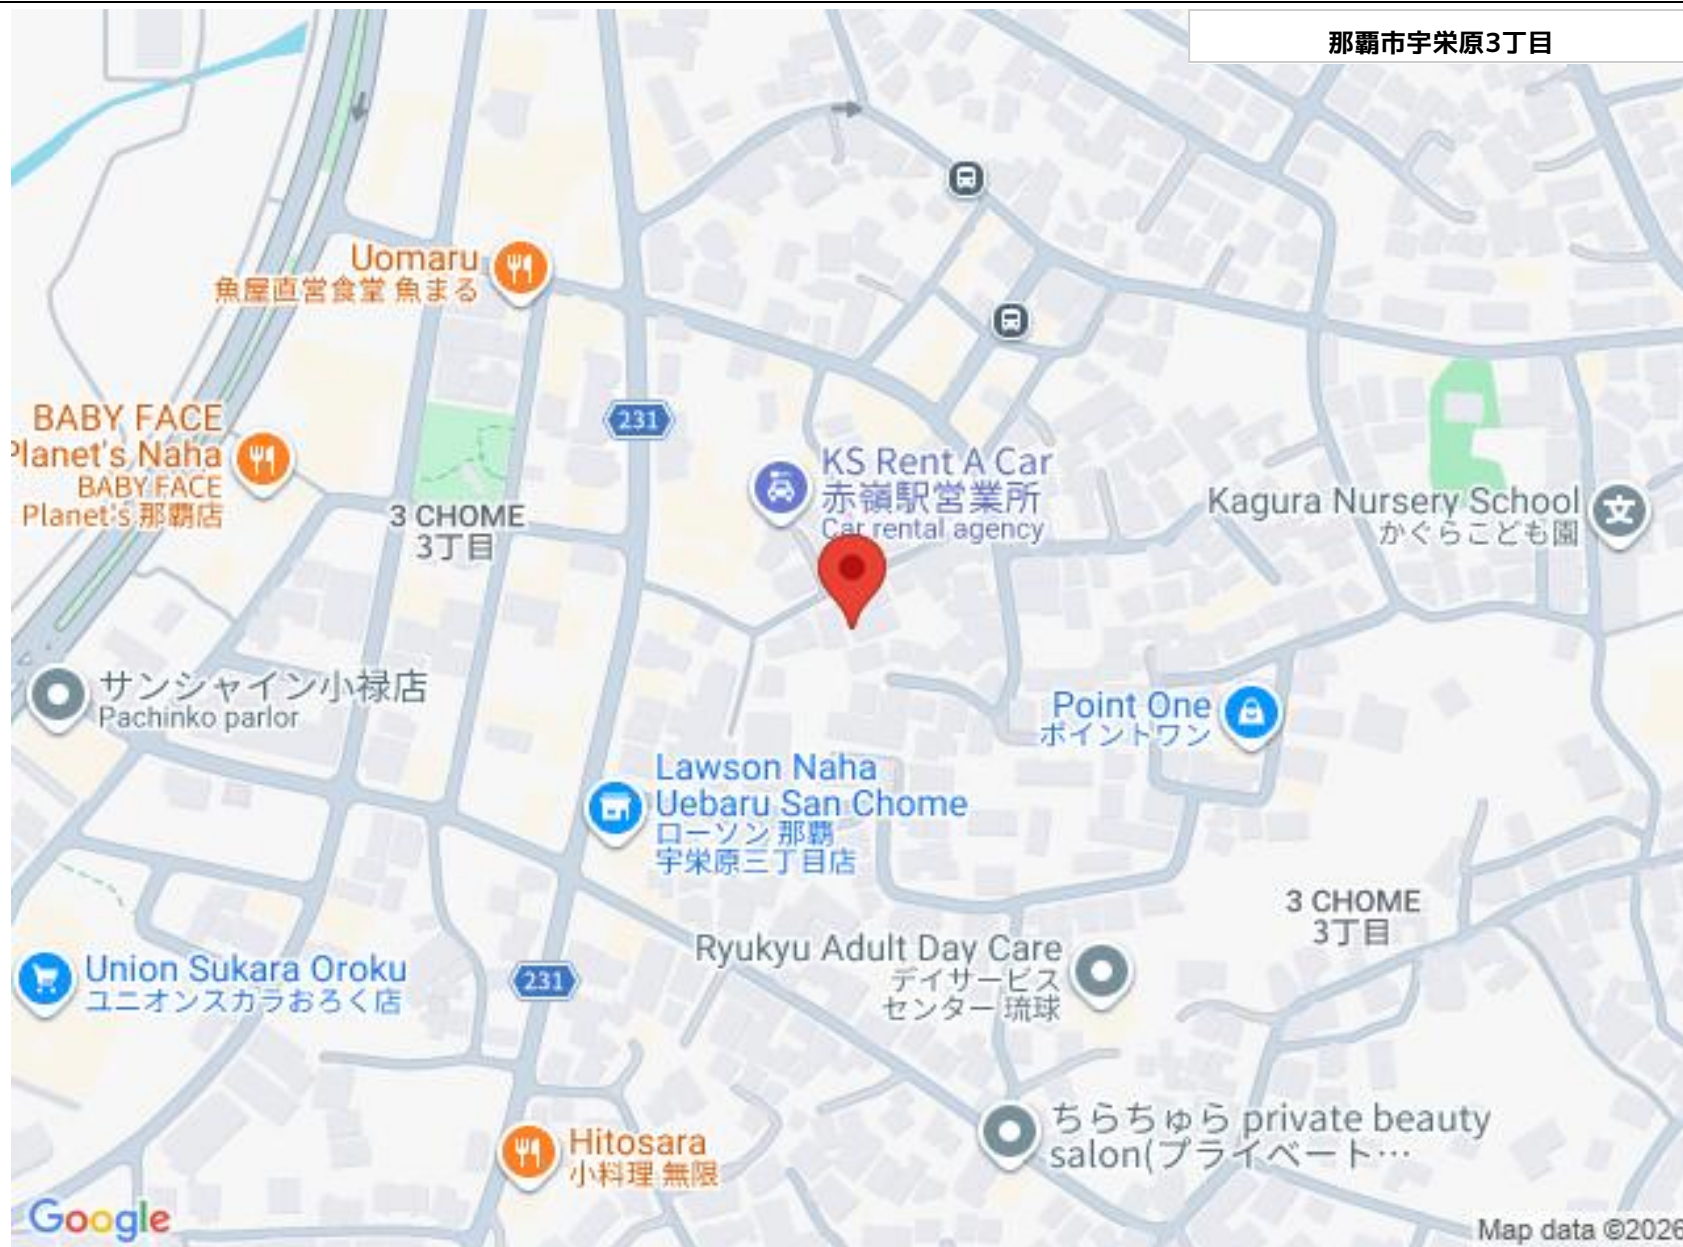 那覇市宇栄原3丁目
Uomaru
魚屋直営食堂 魚まる
231
BABY FACE
Planet's Naha
BABY FACE
Planet's 那覇店
3 CHOME
3丁目
KS Rent A Car
赤嶺駅営業所
Car rental agency
Kagura Nursery School
かぐらこども園
文
サンシャイン小禄店
Pachinko parlor
Point One
ポイントワン
Lawson Naha
Uebaru San Chome
ローソン 那覇
宇栄原三丁目店
3 CHOME
3丁目
Ryukyu Adult Day Care
デイサービス
センター 琉球
Union Sukara Oroku
ユニオンスカラおろく店
231
ちらちゅら private beauty
salon(プライベート…
Hitosara
小料理 無限
Google
Map data ©2026